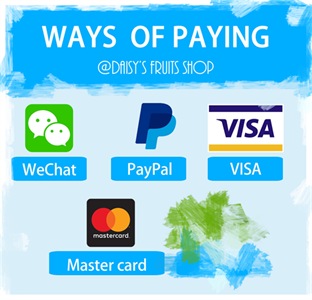 WAYS OF PAYING
@DAISY'S FRUITS SHOP
VISA
WeChat
PayPal
VISA
mastercard
Master card